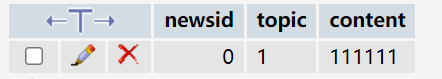 ←T→ newsid topic content
0 1 111111